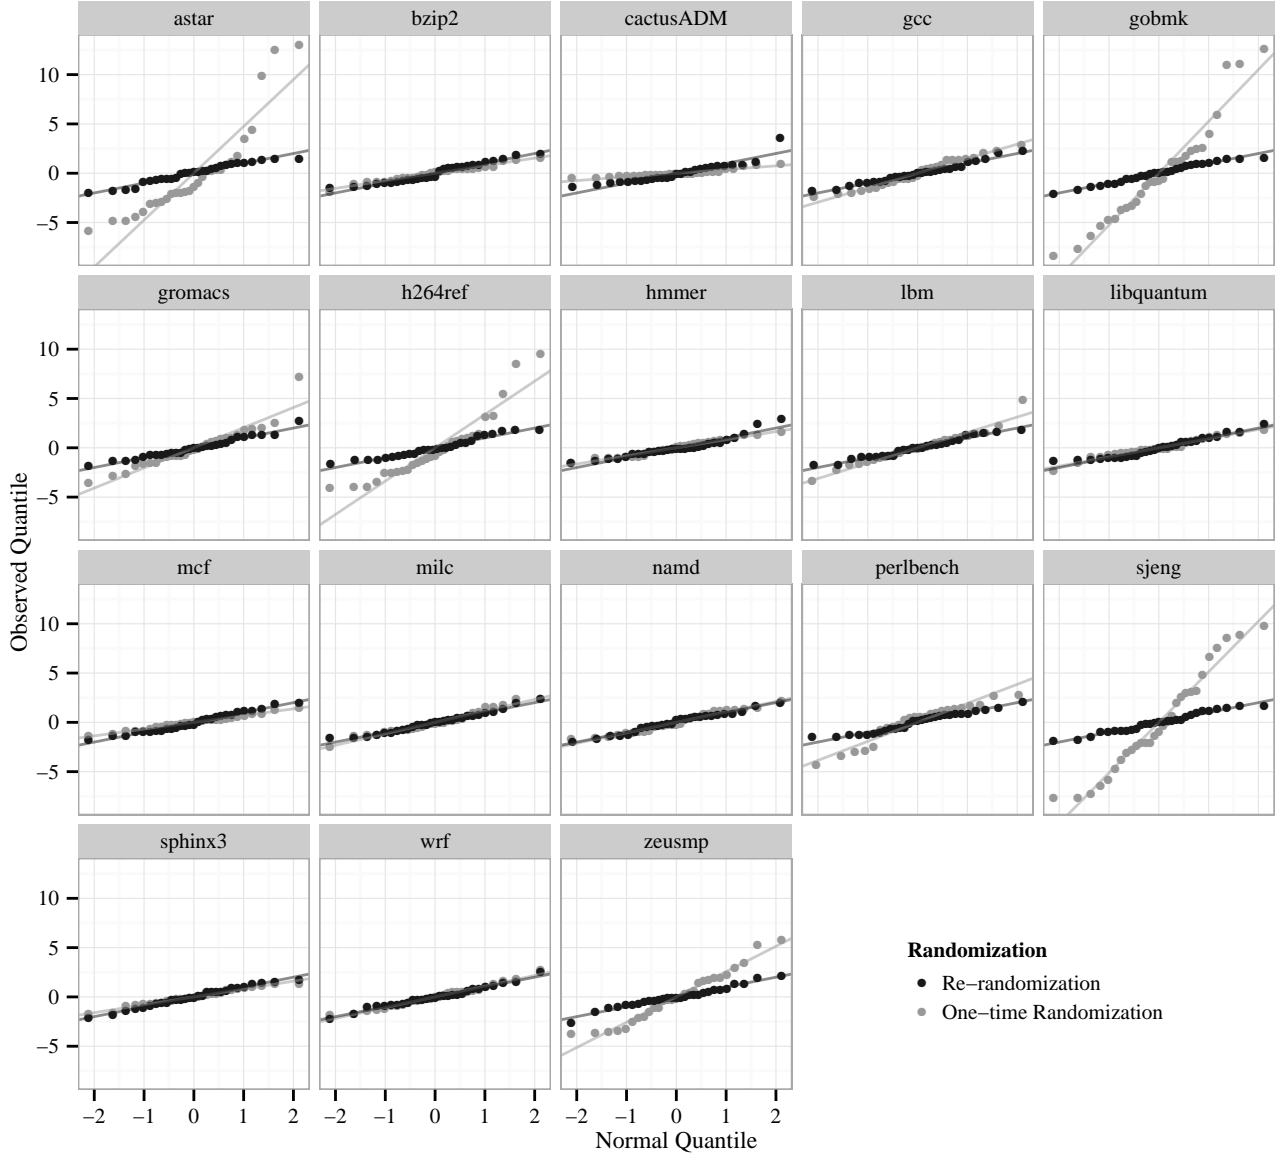 astar bzip2 cactusADM gcc gobmk
10
5
0
−5
gromacs h264ref hmmer lbm libquantum
10
5
0
−5
mcf milc namd perlbench sjeng
10
5
0
−5
sphinx3 wrf zeusmp
10
5
0
−5
Observed Quantile
−2 −1 0 1 2 −2 −1 0 1 2 −2 −1 0 1 2
Normal Quantile
Randomization
Re−randomization
One−time Randomization